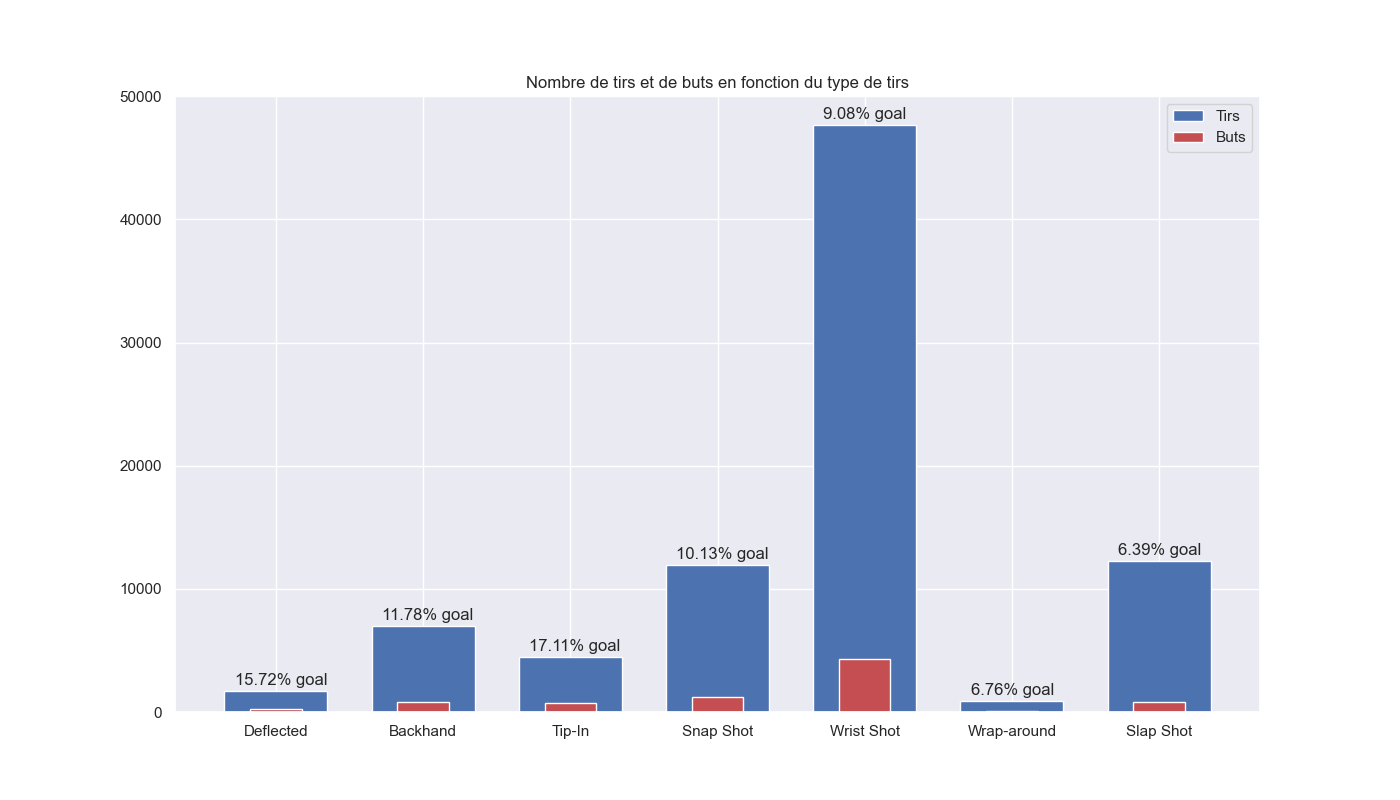 Nombre de tirs et de buts en fonction du type de tirs
50000
40000
30000
20000
10000
0
Tirs
Buts
15.72% goal
11.78% goal
17.11% goal
10.13% goal
9.08% goal
6.76% goal
6.39% goal
Deflected
Backhand
Tip-In
Snap Shot
Wrist Shot
Wrap-around
Slap Shot